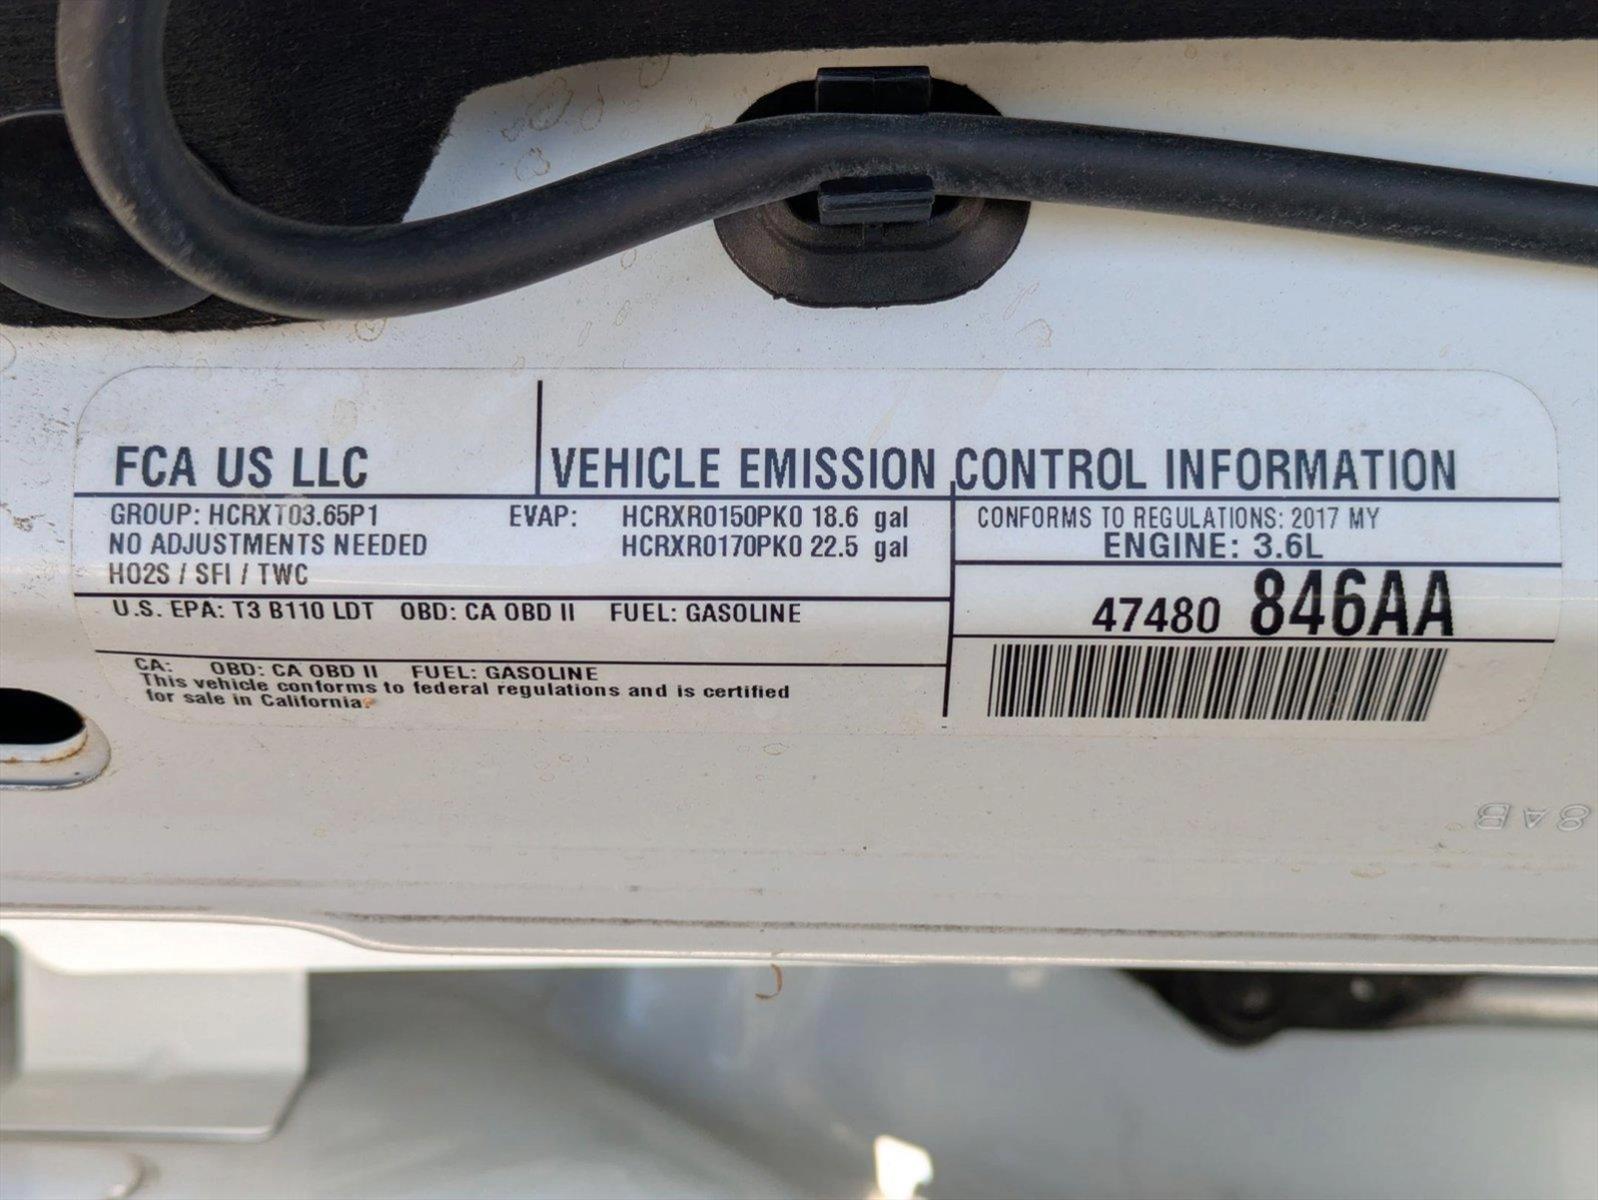 FCA US LLC VEHICLE EMISSION CONTROL INFORMATION
GROUP: HCRXT03.65P1 EVAP: HCRXR0150PK0 18.6 gal
NO ADJUSTMENTS NEEDED HCRXR0170PK0 22.5 gal
HO2S / SFI / TWC
CONFORMS TO REGULATIONS: 2017 MY
ENGINE: 3.6L
U.S. EPA: T3 B110 LDT OBD: CA OBD II FUEL: GASOLINE
47480 846AA
CA: OBD: CA OBD II FUEL: GASOLINE
This vehicle conforms to federal regulations and is certified
for sale in California.